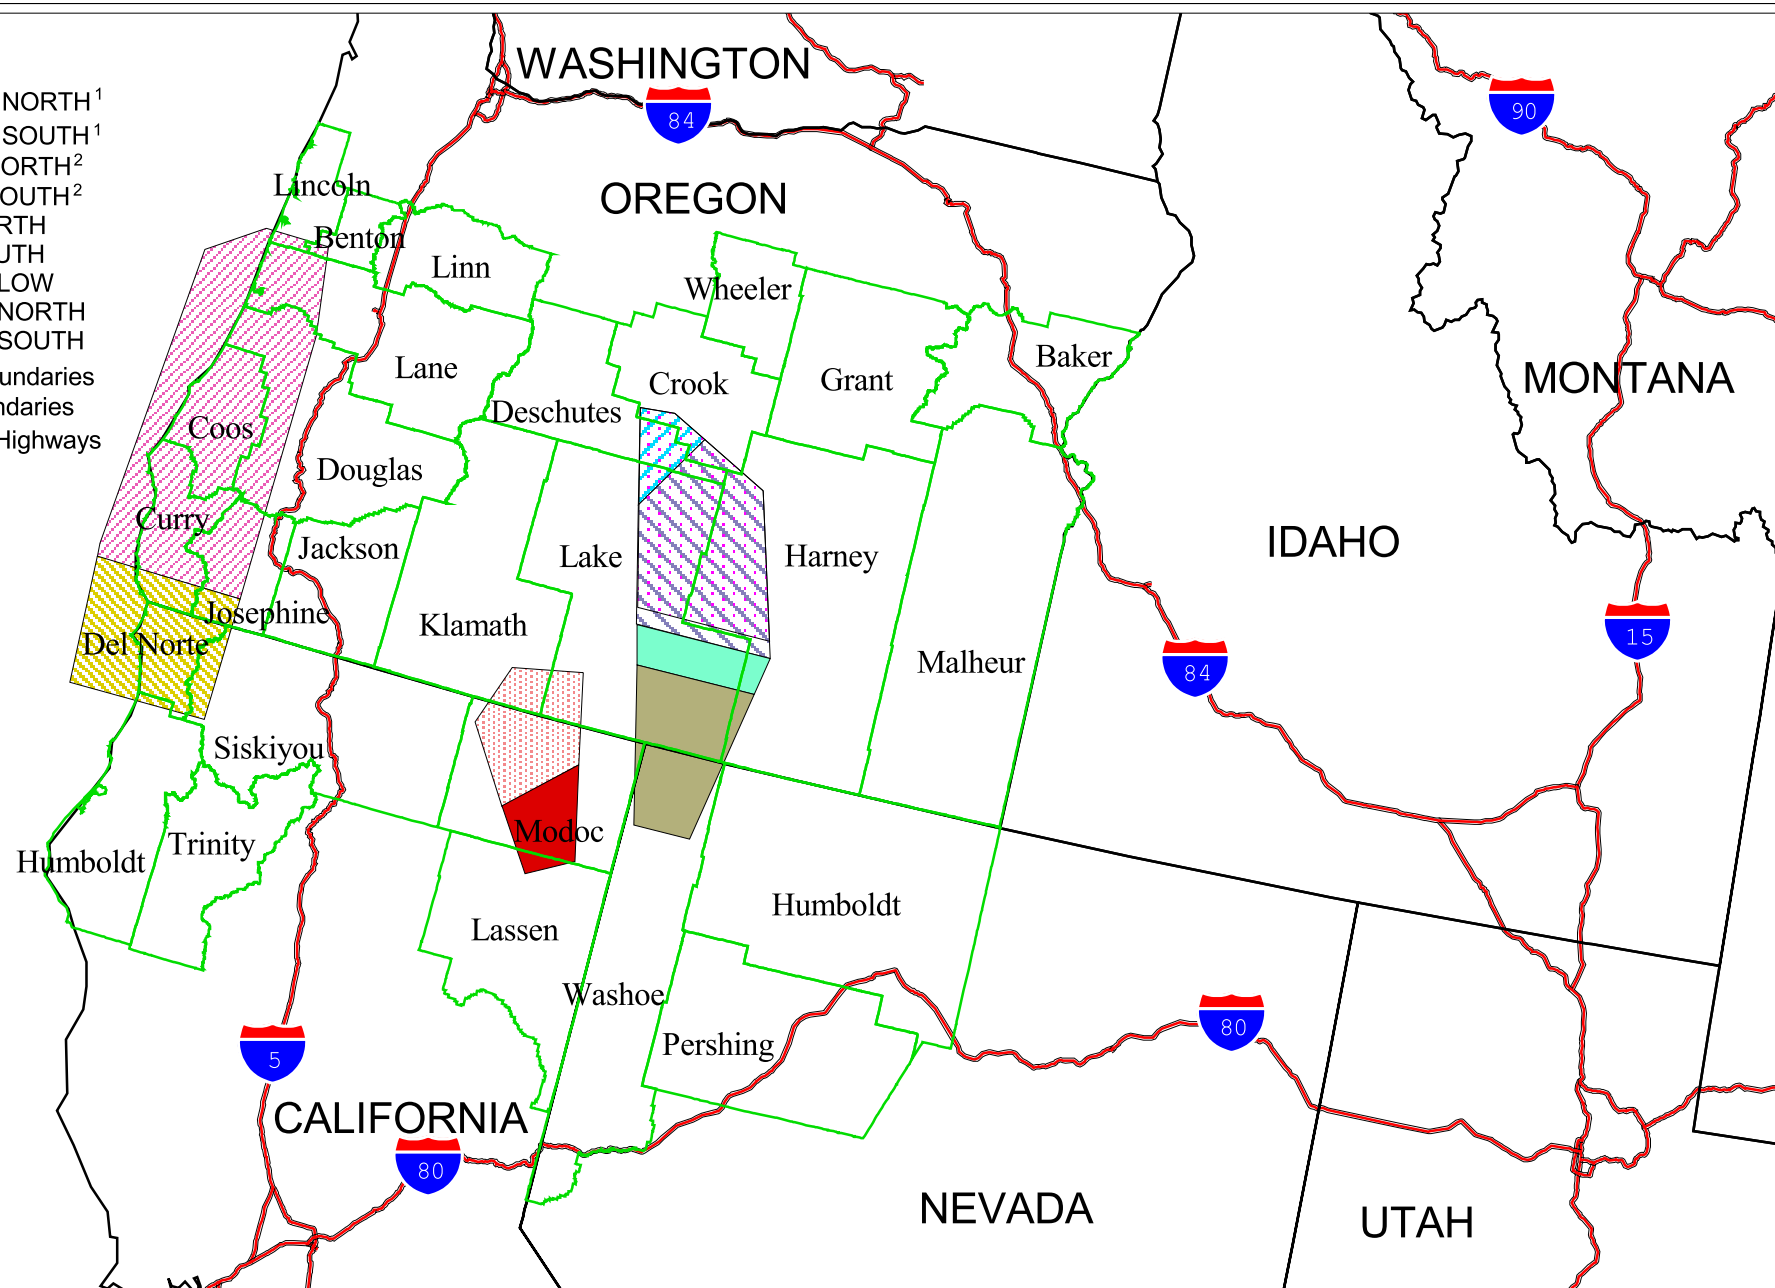 WASHINGTON
NORTH¹
84
90
SOUTH¹
ORTH²
Lincoln
OUTH²
OREGON
RTH
Benton
UTH
Linn
LOW
Wheeler
NORTH
SOUTH
Baker
Lane
undaries
Crook
Grant
MONTANA
ndaries
Deschutes
Coos
Highways
Douglas
Curry
IDAHO
Jackson
Lake
Harney
Josephine
Klamath
15
Del Norte
Malheur
84
Siskiyou
Modoc
Trinity
Humboldt
Humboldt
Lassen
Washoe
80
Pershing
5
CALIFORNIA
80
NEVADA
UTAH